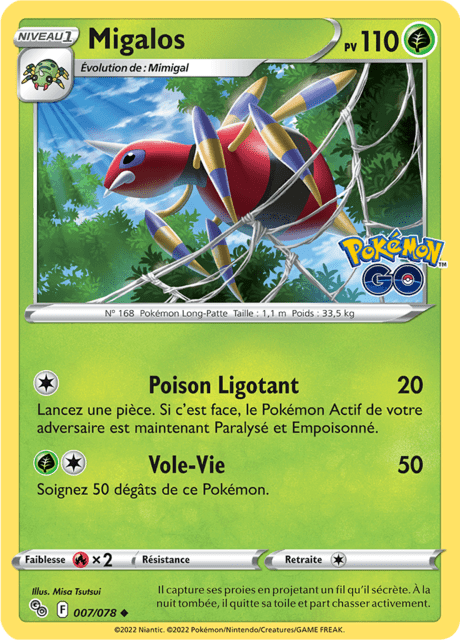 NIVEAU 1
Migalos
PV 110
Évolution de : Mimigal
POKÉMON GO™
N° 168 Pokémon Long-Patte Taille : 1,1 m Poids : 33,5 kg
Poison Ligotant 20
Lancez une pièce. Si c'est face, le Pokémon Actif de votre
adversaire est maintenant Paralysé et Empoisonné.
Vole-Vie 50
Soignez 50 dégâts de ce Pokémon.
Faiblesse ×2 Résistance Retraite
Illus. Misa Tsutsui
Il capture ses proies en projetant un fil qu'il sécrète. À la
nuit tombée, il quitte sa toile et part chasser activement.
GO F 007/078
©2022 Niantic. ©2022 Pokémon/Nintendo/Creatures/GAME FREAK.